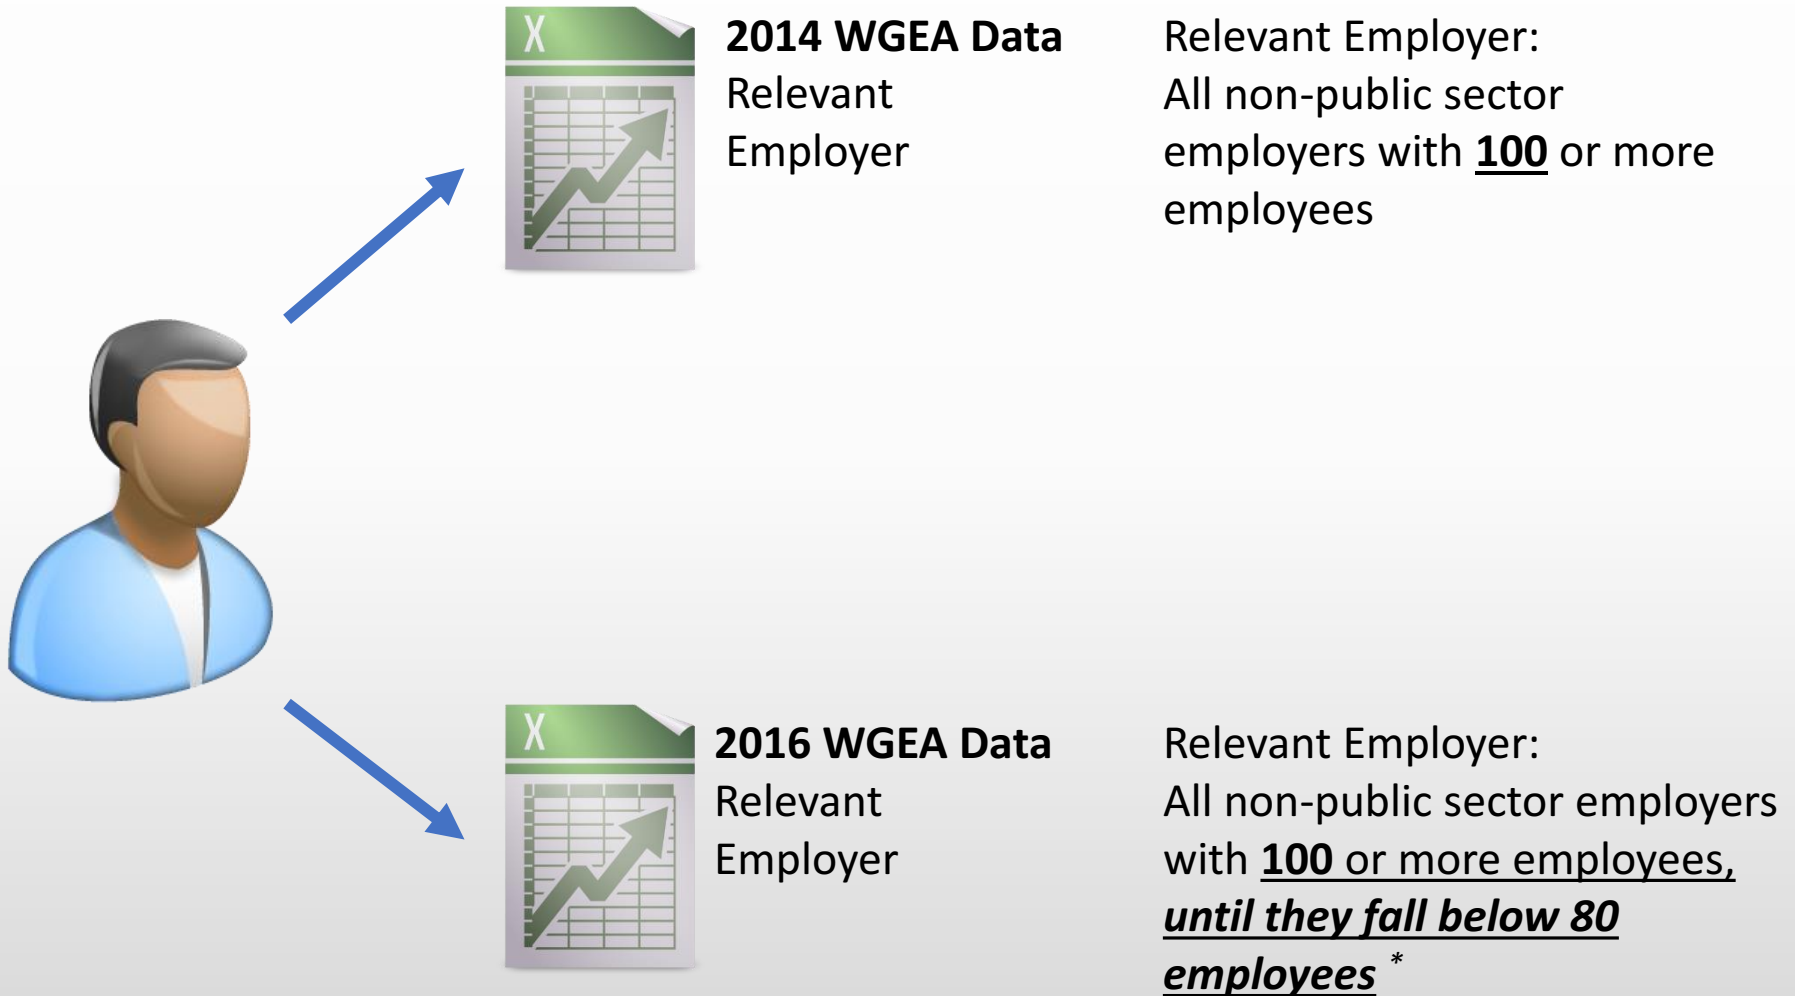 X
2014 WGEA Data
Relevant
Employer
Relevant Employer:
All non-public sector
employers with 100 or more
employees
X
2016 WGEA Data
Relevant
Employer
Relevant Employer:
All non-public sector employers
with 100 or more employees,
until they fall below 80
employees *